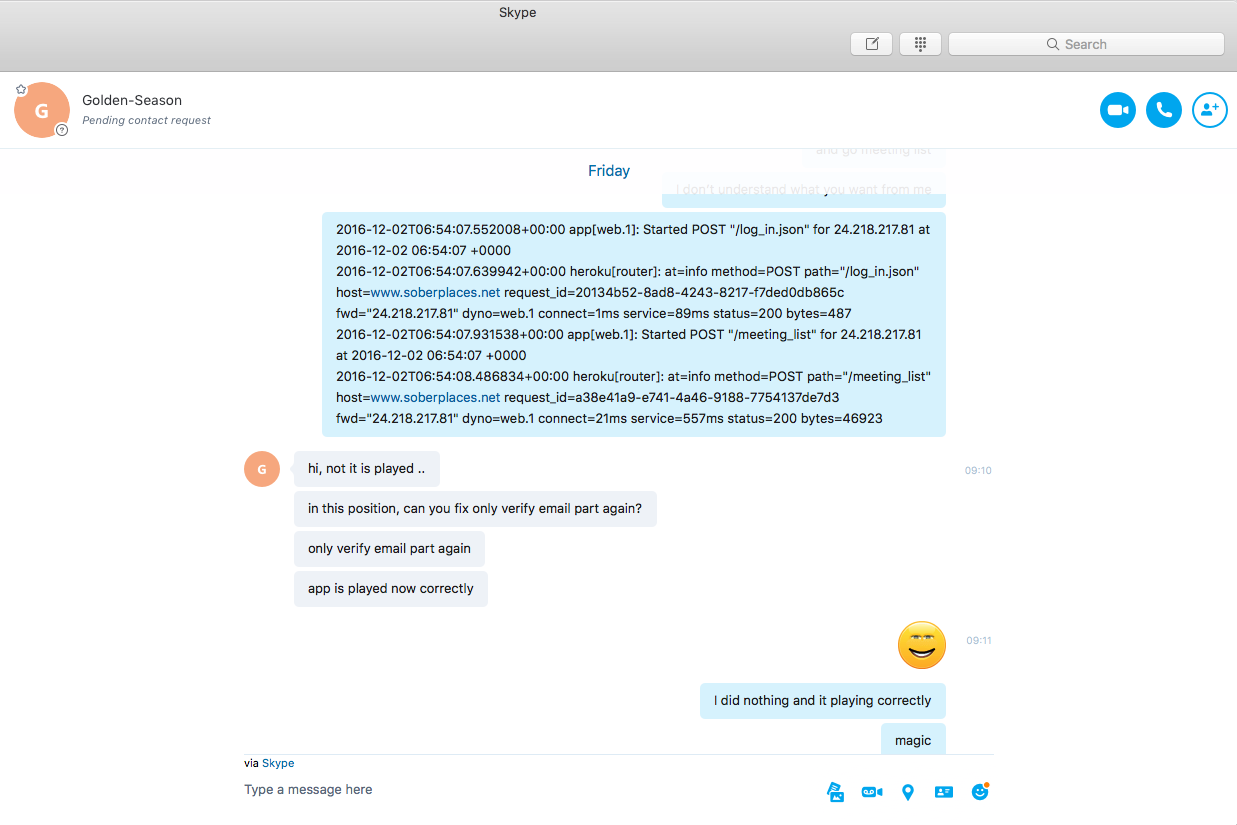 Skype
Search
G
Golden-Season
Pending contact request
and go meeting list
Friday
I don't understand what you want from me
2016-12-02T06:54:07.552008+00:00 app[web.1]: Started POST "/log_in.json" for 24.218.217.81 at
2016-12-02 06:54:07 +0000
2016-12-02T06:54:07.639942+00:00 heroku[router]: at=info method=POST path="/log_in.json"
host=www.soberplaces.net request_id=20134b52-8ad8-4243-8217-f7ded0db865c
fwd="24.218.217.81" dyno=web.1 connect=1ms service=89ms status=200 bytes=487
2016-12-02T06:54:07.931538+00:00 app[web.1]: Started POST "/meeting_list" for 24.218.217.81
at 2016-12-02 06:54:07 +0000
2016-12-02T06:54:08.486834+00:00 heroku[router]: at=info method=POST path="/meeting_list"
host=www.soberplaces.net request_id=a38e41a9-e741-4a46-9188-7754137de7d3
fwd="24.218.217.81" dyno=web.1 connect=21ms service=557ms status=200 bytes=46923
G
hi, not it is played ..
09:10
in this position, can you fix only verify email part again?
only verify email part again
app is played now correctly
09:11
I did nothing and it playing correctly
magic
via Skype
Type a message here